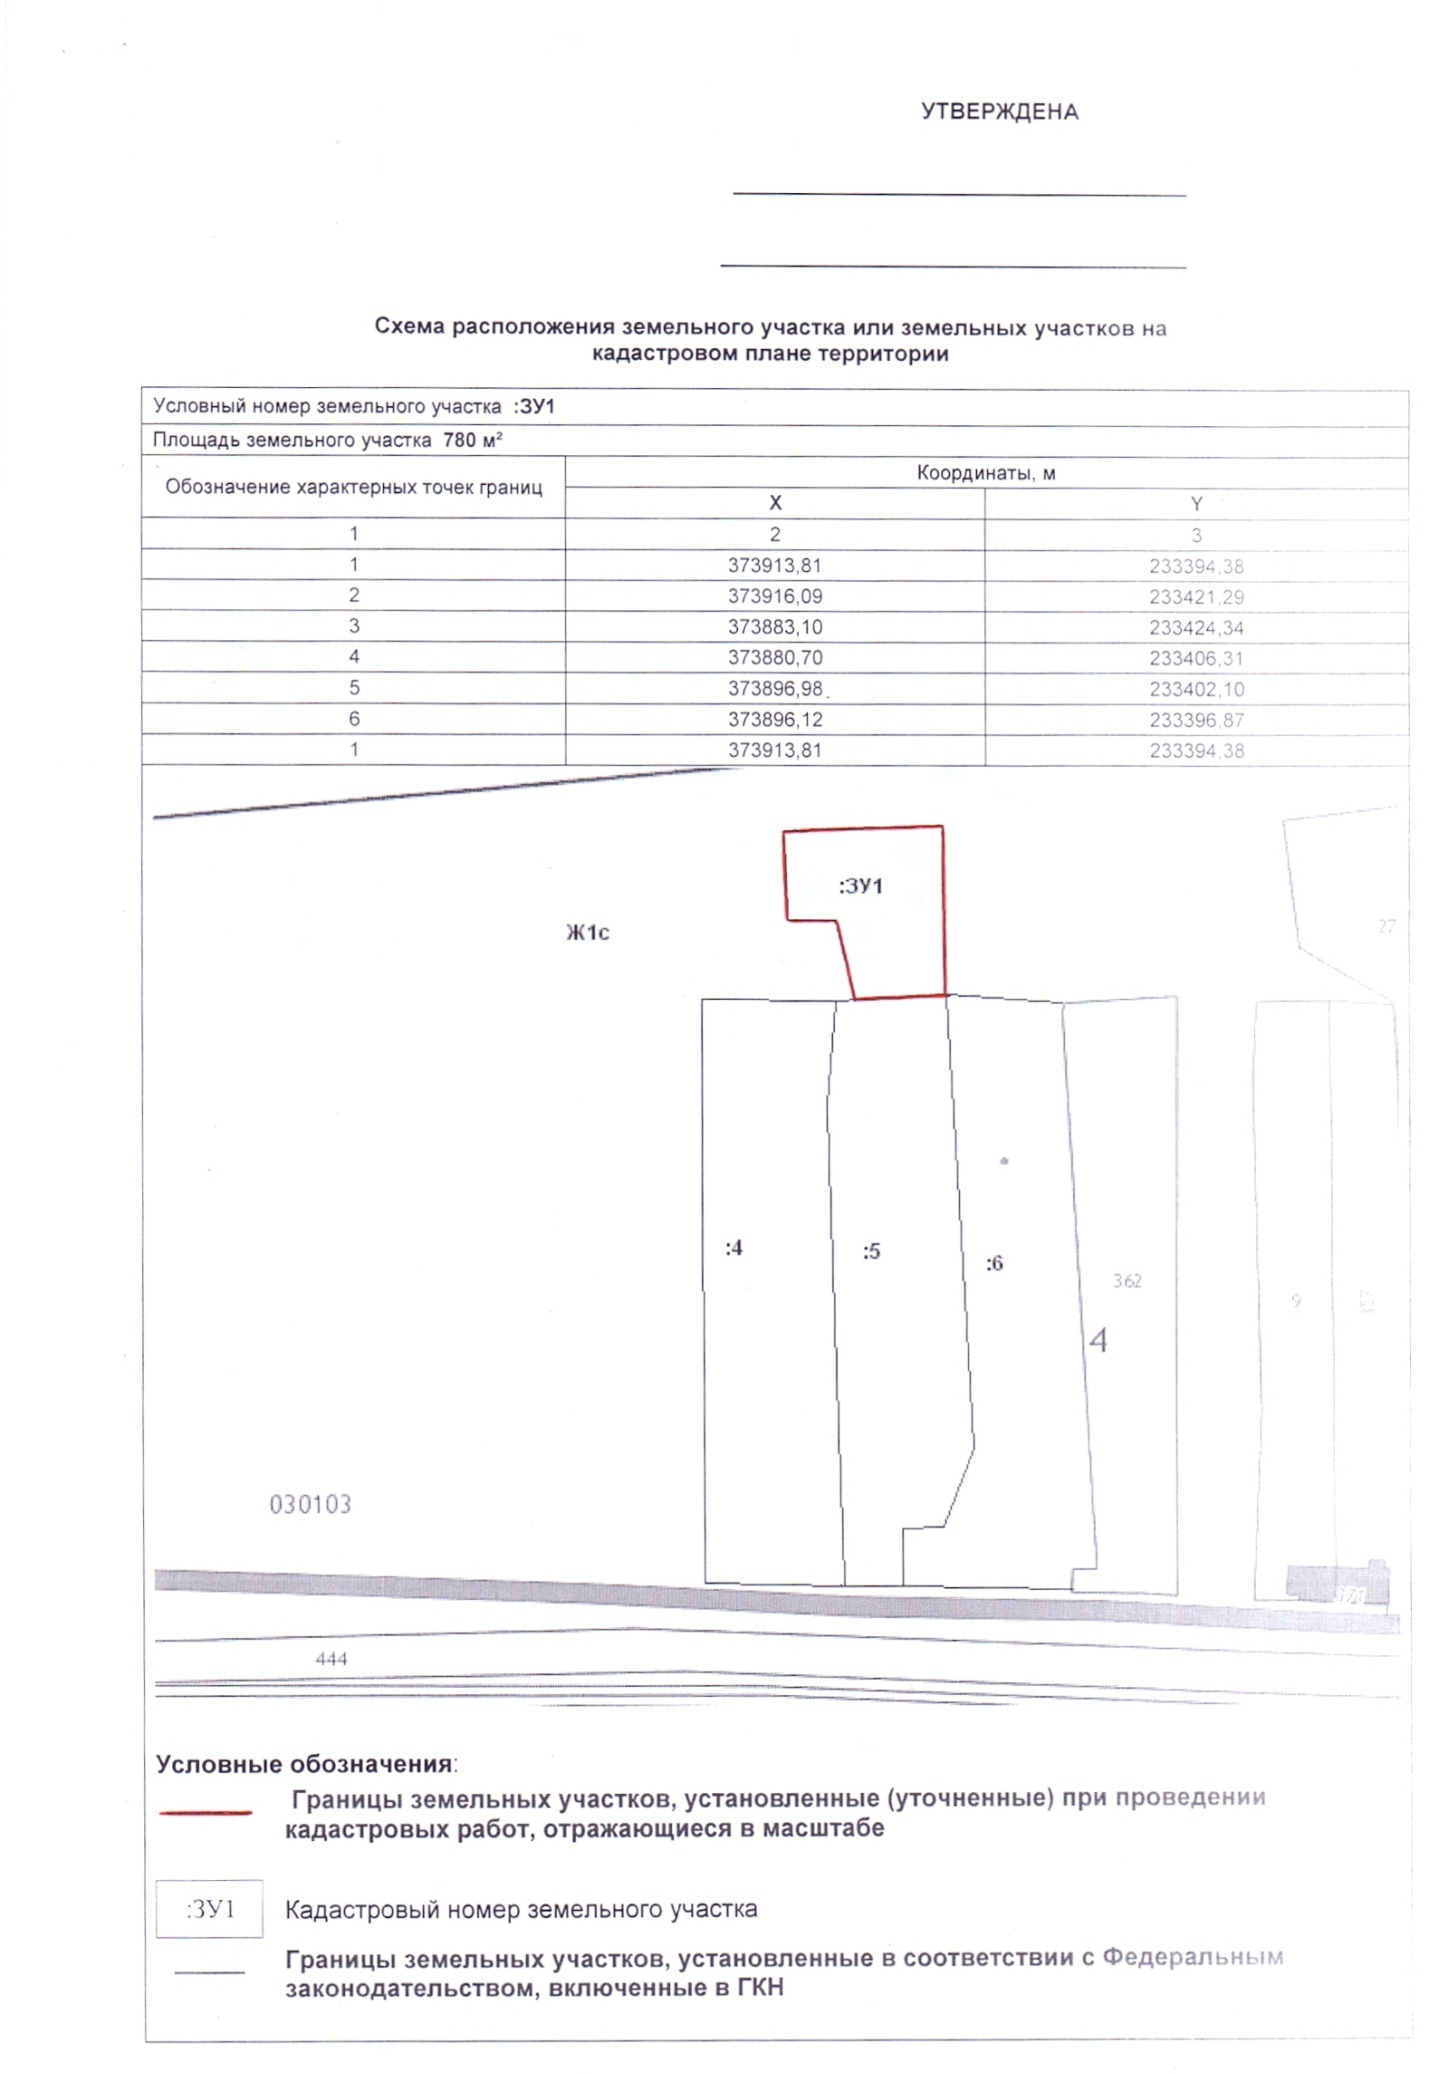 УТВЕРЖДЕНА
Схема расположения земельного участка или земельных участков на
кадастровом плане территории
Условный номер земельного участка :ЗУ1
Площадь земельного участка 780 м²
Обозначение характерных точек границ
Координаты, м
X
Y
1
2
3
1
373913,81
233394,38
2
373916,09
233421,29
3
373883,10
233424,34
4
373880,70
233406,31
5
373896,98
233402,10
6
373896,12
233396,87
1
373913,81
233394,38
:ЗУ1
Ж1с
27
:4
:5
:6
362
4
9
357
030103
370
444
Условные обозначения:
Границы земельных участков, установленные (уточненные) при проведении
кадастровых работ, отражающиеся в масштабе
:ЗУ1
Кадастровый номер земельного участка
Границы земельных участков, установленные в соответствии с Федеральным
законодательством, включенные в ГКН